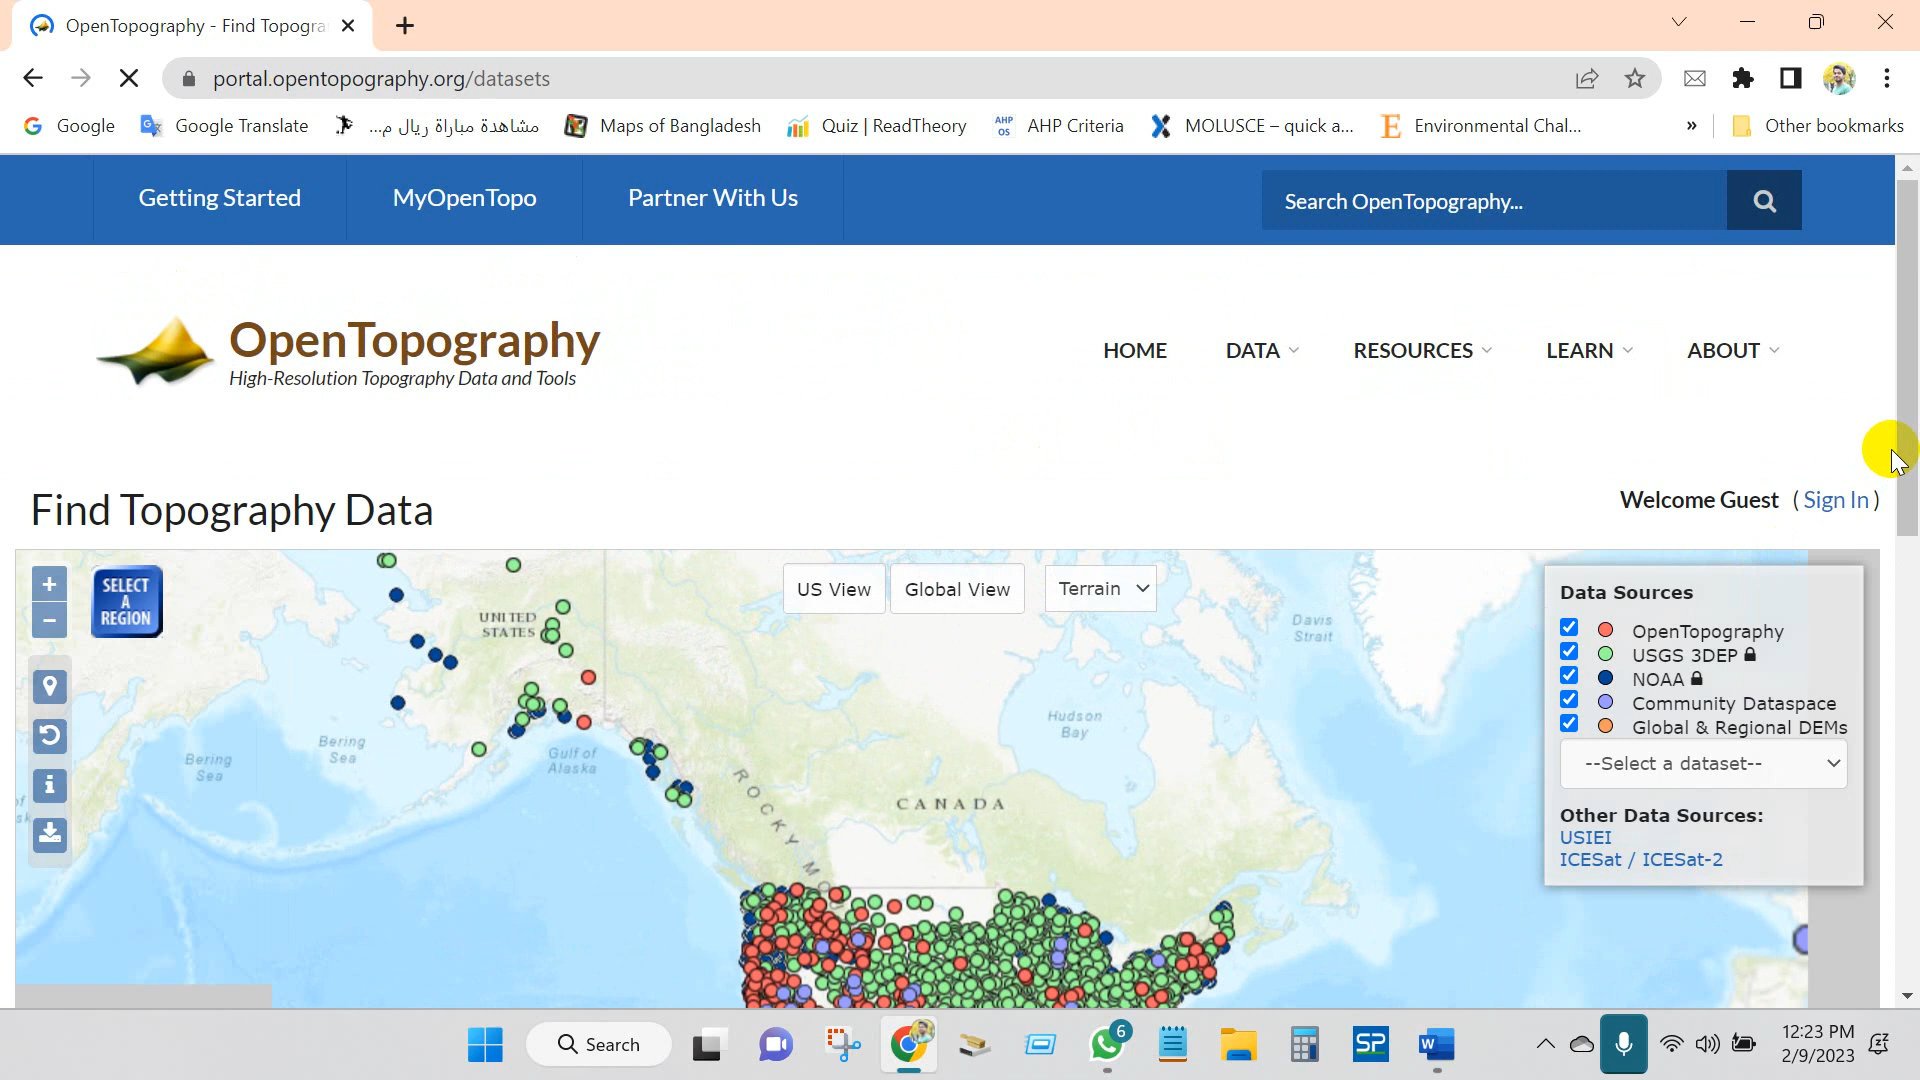 OpenTopography - Find Topogra
portal.opentopography.org/datasets
Google
Google Translate
مشاهدة مباراة ريال م...
Maps of Bangladesh
Quiz | ReadTheory
AHP OS
AHP Criteria
MOLUSCE – quick a...
Environmental Chal...
»
Other bookmarks
Getting Started
MyOpenTopo
Partner With Us
Search OpenTopography...
OpenTopography
High-Resolution Topography Data and Tools
HOME
DATA
RESOURCES
LEARN
ABOUT
Find Topography Data
Welcome Guest ( Sign In )
+
−
SELECT
A
REGION
US View
Global View
Terrain
UNITED
STATES
Davis
Strait
Hudson
Bay
Bering
Sea
Bering
Sea
Gulf of
Alaska
CANADA
ROCKY M
Data Sources
OpenTopography
USGS 3DEP
NOAA
Community Dataspace
Global & Regional DEMs
--Select a dataset--
Other Data Sources:
USIEI
ICESat / ICESat-2
Search
6
SP
W
12:23 PM
2/9/2023